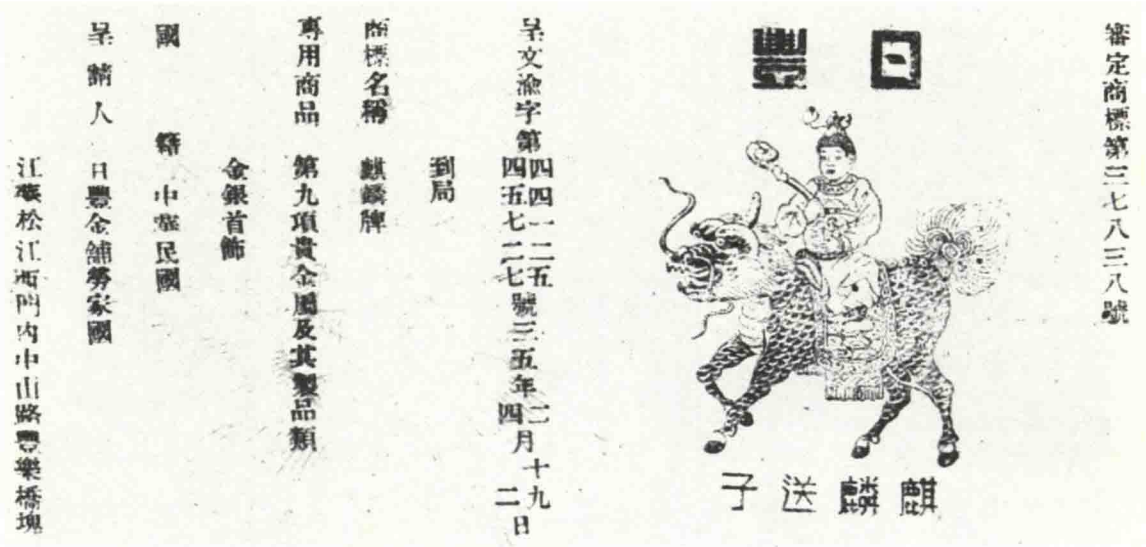 審定商標第三七八三八號
日豐
麒麟送子
呈文渝字第四四一二五 四五七二七號三五年二 四月十九 二日
到局
商標名稱 麒麟牌
專用商品 第九項貴金屬及其製品類
金銀首飾
國籍 中華民國
呈請人 日豐金舖勞家國
江蘇松江西門內中山路豐樂橋塊